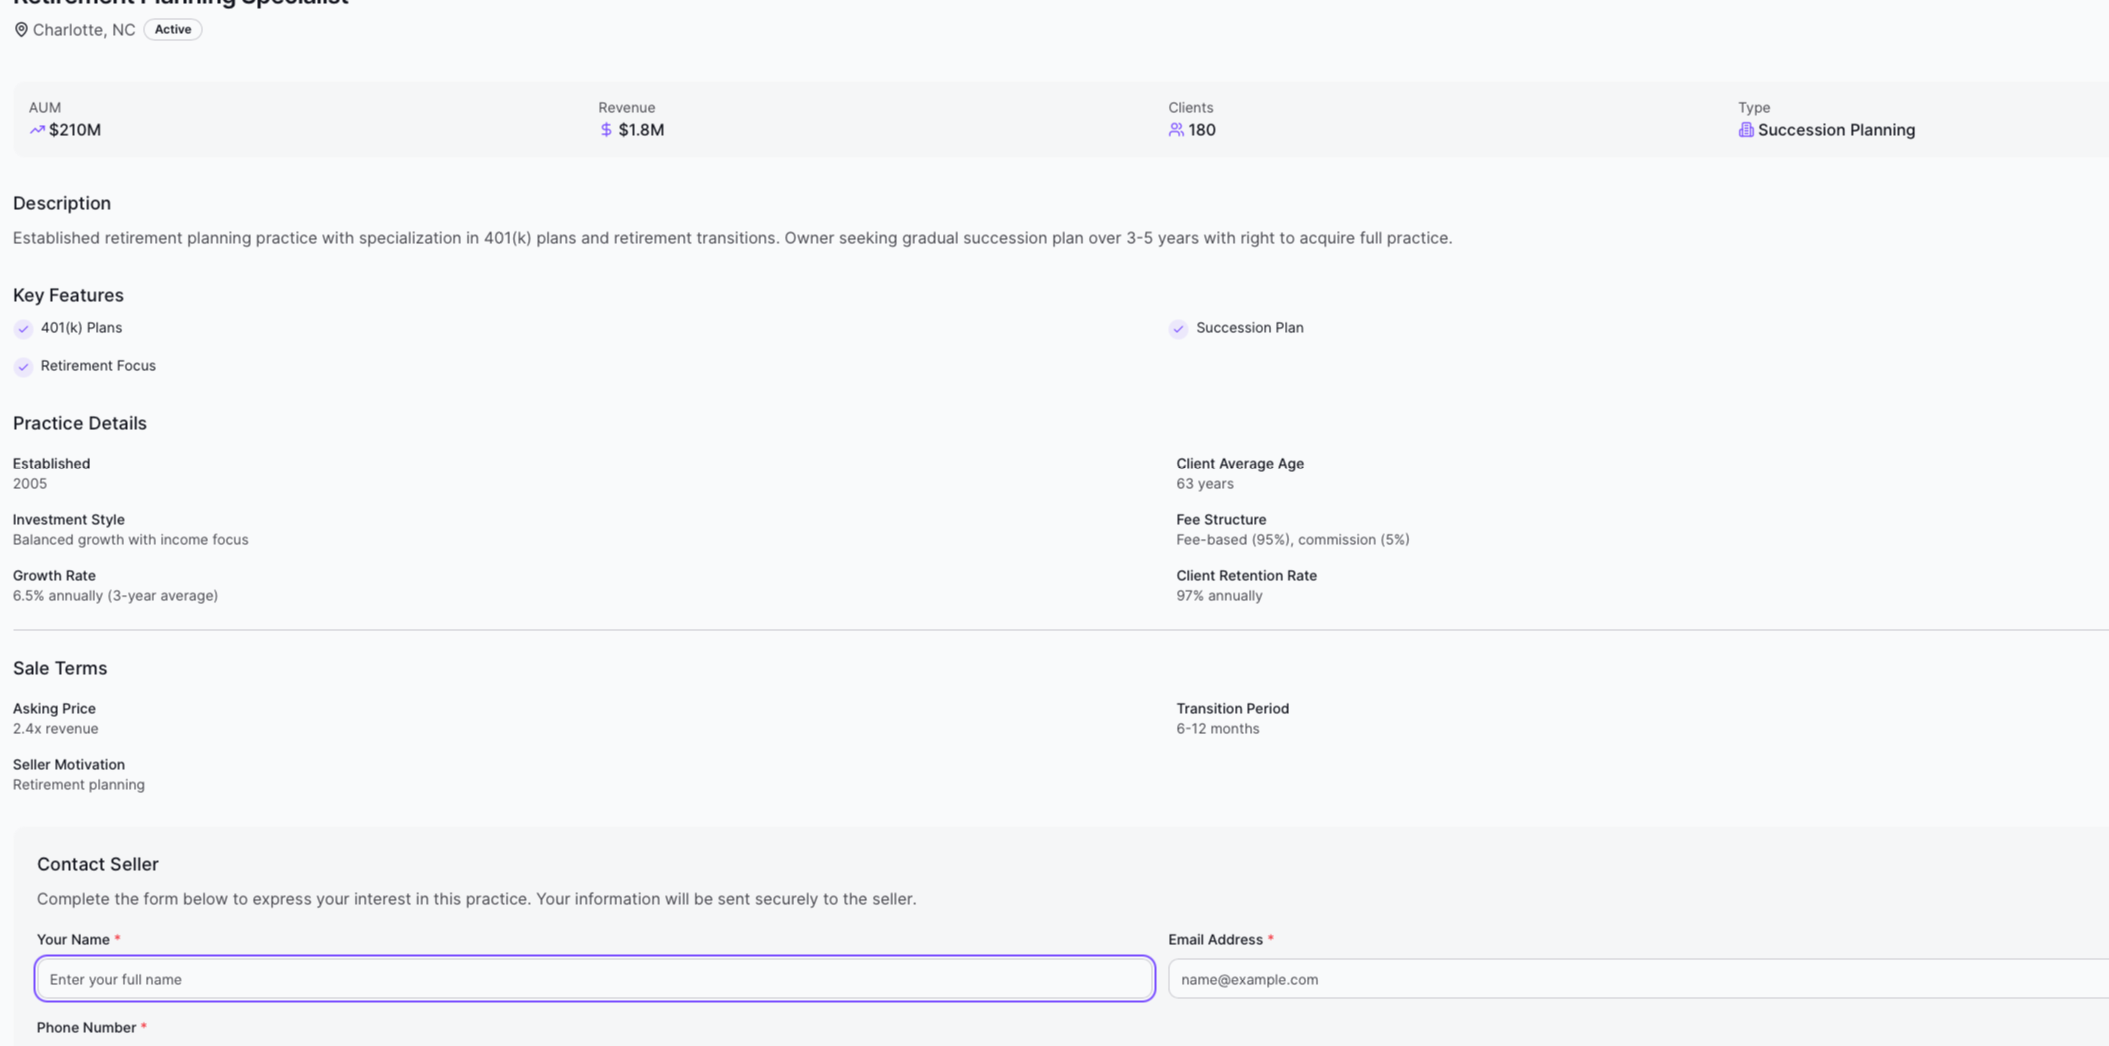 Retirement Planning Specialist
Charlotte, NC Active
AUM Revenue Clients Type
$210M $1.8M 180 Succession Planning
Description
Established retirement planning practice with specialization in 401(k) plans and retirement transitions. Owner seeking gradual succession plan over 3-5 years with right to acquire full practice.
Key Features
401(k) Plans Succession Plan
Retirement Focus
Practice Details
Established Client Average Age
2005 63 years
Investment Style Fee Structure
Balanced growth with income focus Fee-based (95%), commission (5%)
Growth Rate Client Retention Rate
6.5% annually (3-year average) 97% annually
Sale Terms
Asking Price Transition Period
2.4x revenue 6-12 months
Seller Motivation
Retirement planning
Contact Seller
Complete the form below to express your interest in this practice. Your information will be sent securely to the seller.
Your Name * Email Address *
Enter your full name name@example.com
Phone Number *